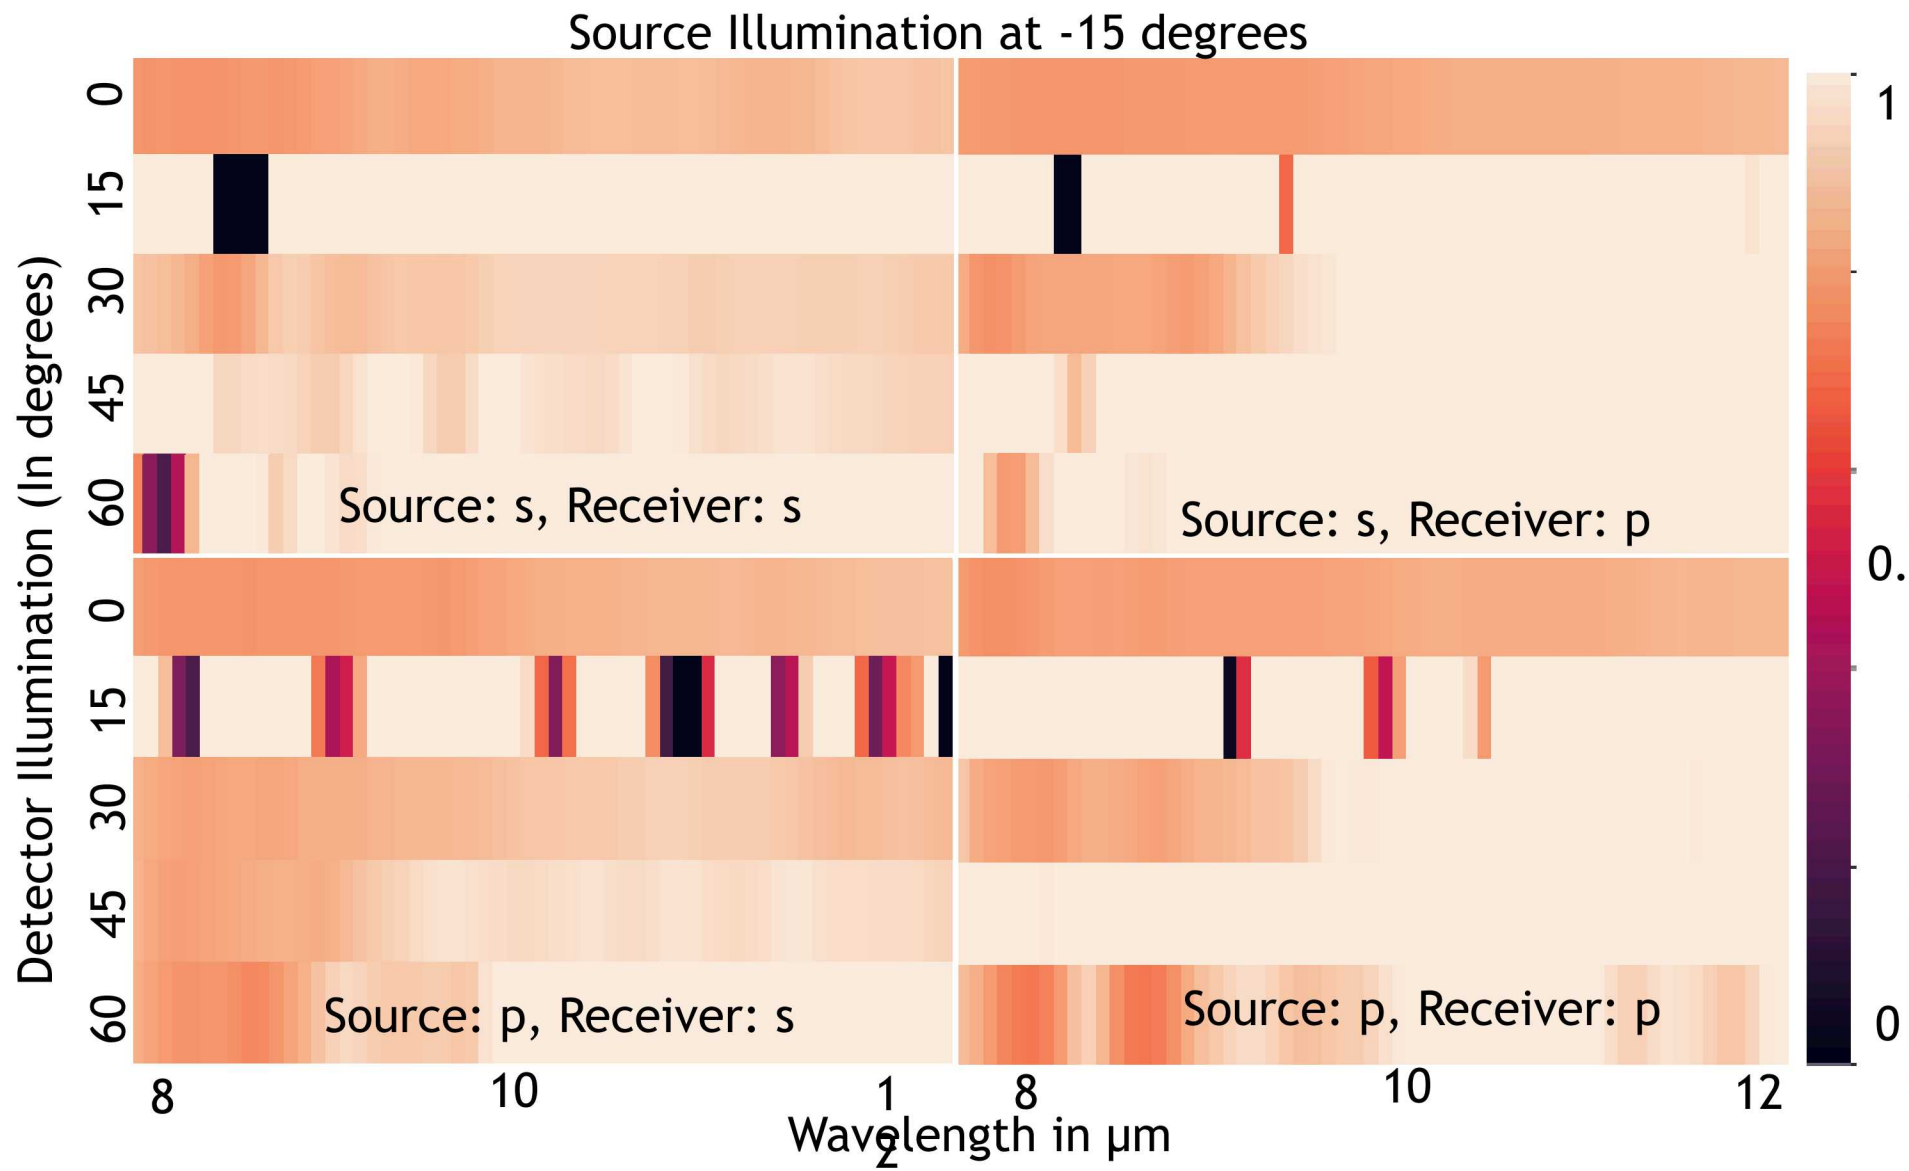 Source Illumination at -15 degrees
Detector Illumination (In degrees)
0
15
30
45
60
Source: s, Receiver: s
Source: s, Receiver: p
0
15
30
45
60
Source: p, Receiver: s
Source: p, Receiver: p
8
10
1
2
8
10
12
Wavelength in µm
1
0.
0